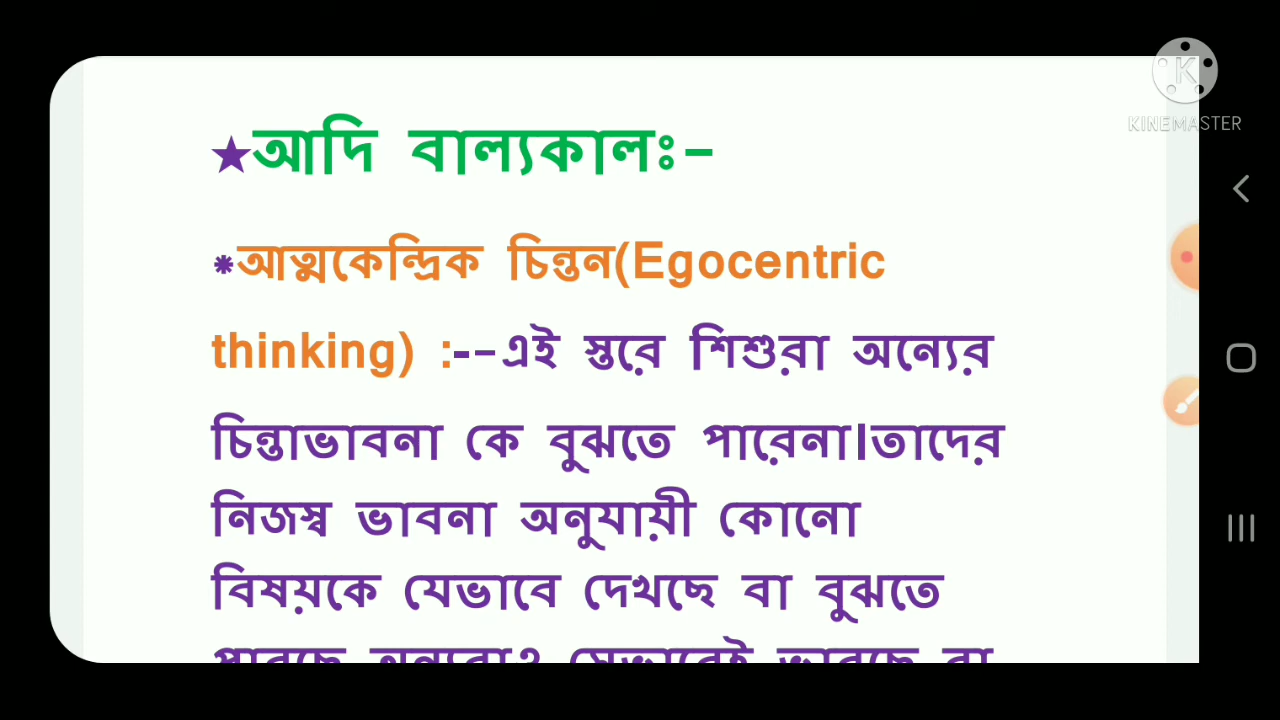 ★আদি বাল্যকালঃ-
*আত্মকেন্দ্রিক চিন্তন(Egocentric
thinking) :--এই স্তরে শিশুরা অন্যের
চিন্তাভাবনা কে বুঝতে পারেনা।তাদের
নিজস্ব ভাবনা অনুযায়ী কোনো
বিষয়কে যেভাবে দেখছে বা বুঝতে
KINEMASTER